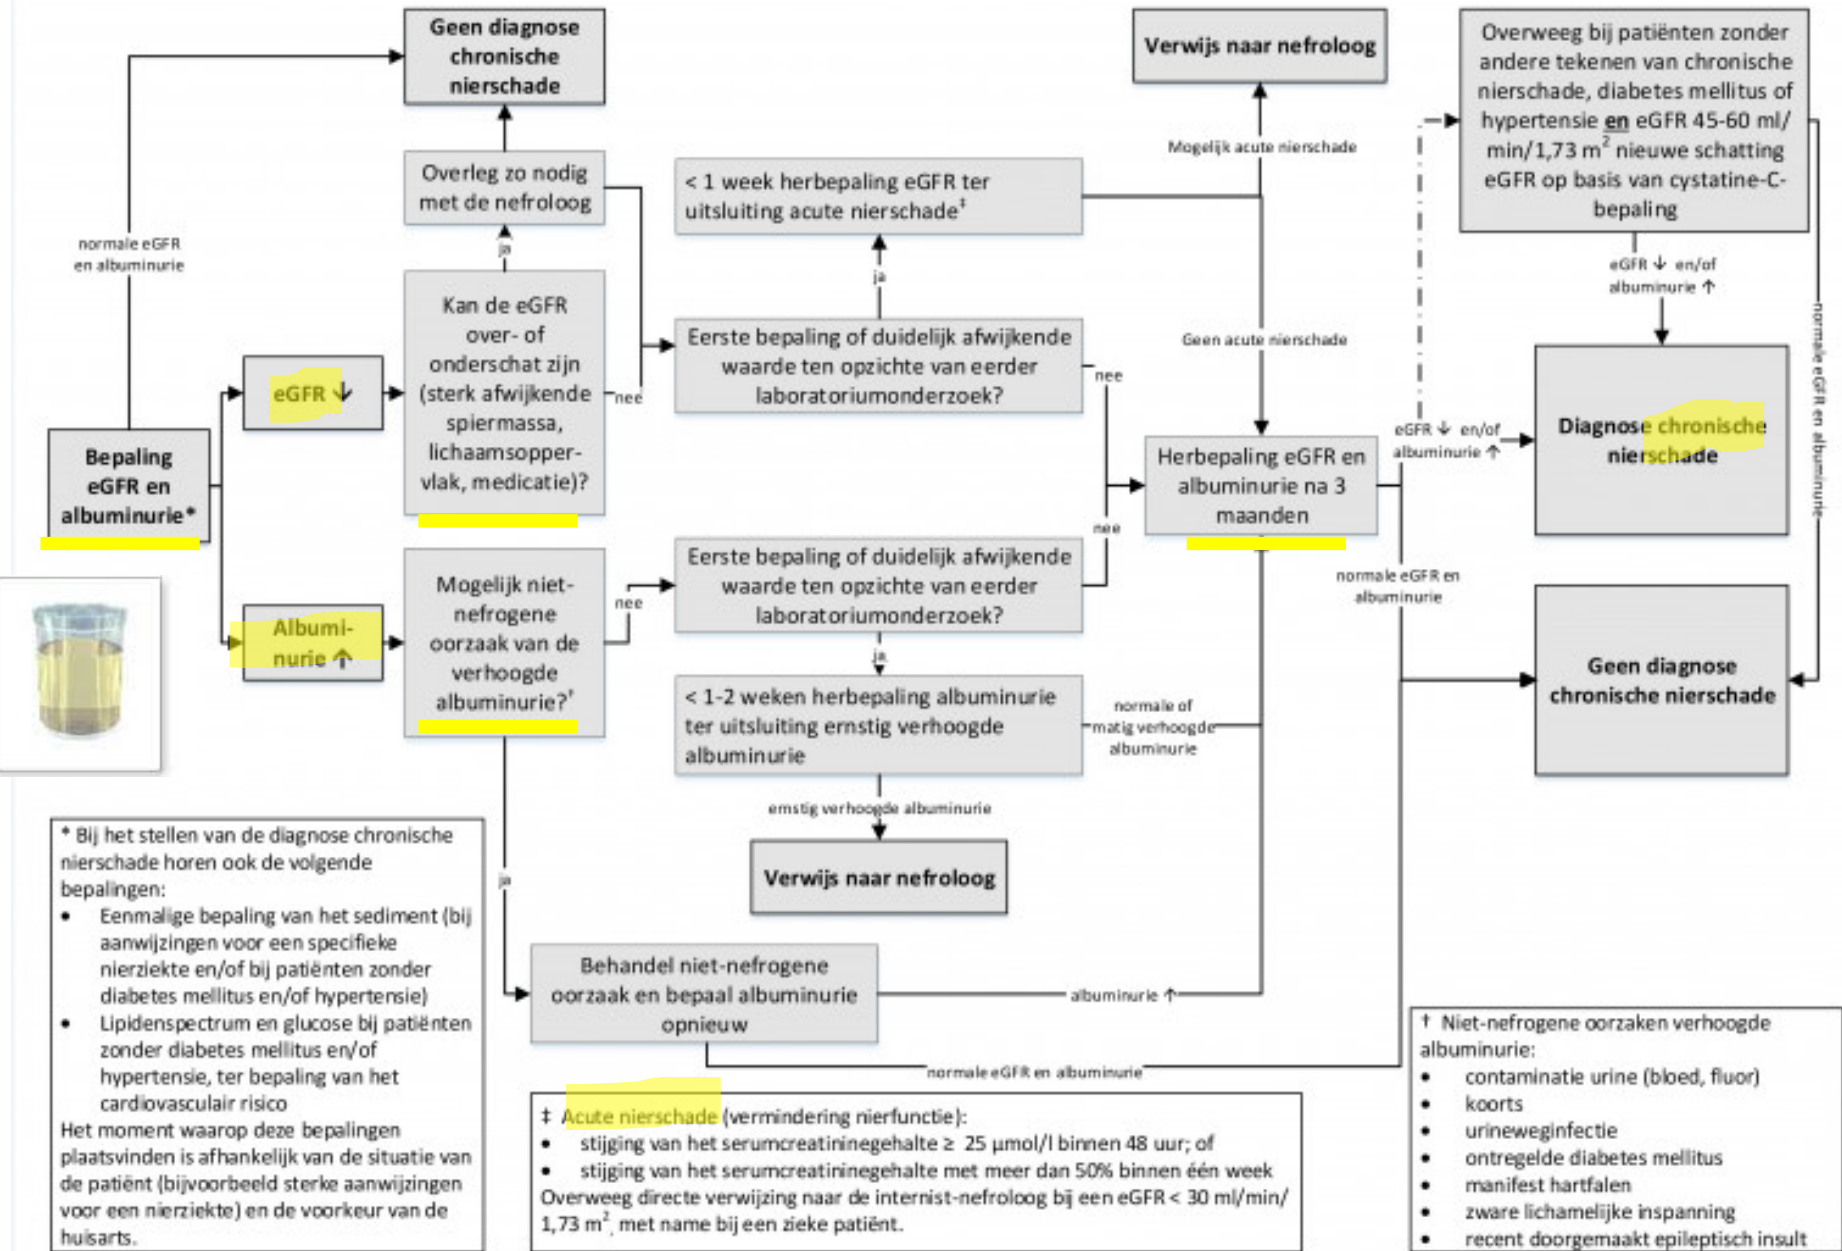 Geen diagnose
chronische
nierschade
normale eGFR
en albuminurie
Overleg zo nodig
met de nefroloog
ja
Kan de eGFR
over- of
onderschat zijn
(sterk afwijkende
spiermassa,
lichaamsopper-
vlak, medicatie)?
nee
eGFR ↓
Bepaling
eGFR en
albuminurie*
Albumi-
nurie ↑
Mogelijk niet-
nefrogene
oorzaak van de
verhoogde
albuminurie?†
nee
ja
< 1 week herbepaling eGFR ter
uitsluiting acute nierschade‡
ja
Eerste bepaling of duidelijk afwijkende
waarde ten opzichte van eerder
laboratoriumonderzoek?
nee
Eerste bepaling of duidelijk afwijkende
waarde ten opzichte van eerder
laboratoriumonderzoek?
nee
ja
< 1-2 weken herbepaling albuminurie
ter uitsluiting ernstig verhoogde
albuminurie
normale of
matig verhoogde
albuminurie
ernstig verhoogde albuminurie
Verwijs naar nefroloog
Behandel niet-nefrogene
oorzaak en bepaal albuminurie
opnieuw
albuminurie ↑
normale eGFR en albuminurie
Verwijs naar nefroloog
Mogelijk acute nierschade
Geen acute nierschade
Herbepaling eGFR en
albuminurie na 3
maanden
eGFR ↓ en/of
albuminurie ↑
normale eGFR en
albuminurie
Overweeg bij patiënten zonder
andere tekenen van chronische
nierschade, diabetes mellitus of
hypertensie en eGFR 45-60 ml/
min/1,73 m² nieuwe schatting
eGFR op basis van cystatine-C-
bepaling
eGFR ↓ en/of
albuminurie ↑
normale eGFR en albuminurie
Diagnose chronische
nierschade
Geen diagnose
chronische nierschade
* Bij het stellen van de diagnose chronische
nierschade horen ook de volgende
bepalingen:
• Eenmalige bepaling van het sediment (bij
aanwijzingen voor een specifieke
nierziekte en/of bij patiënten zonder
diabetes mellitus en/of hypertensie)
• Lipidenspectrum en glucose bij patiënten
zonder diabetes mellitus en/of
hypertensie, ter bepaling van het
cardiovasculair risico
Het moment waarop deze bepalingen
plaatsvinden is afhankelijk van de situatie van
de patiënt (bijvoorbeeld sterke aanwijzingen
voor een nierziekte) en de voorkeur van de
huisarts.
‡ Acute nierschade (vermindering nierfunctie):
• stijging van het serumcreatininegehalte ≥ 25 µmol/l binnen 48 uur; of
• stijging van het serumcreatininegehalte met meer dan 50% binnen één week
Overweeg directe verwijzing naar de internist-nefroloog bij een eGFR < 30 ml/min/
1,73 m², met name bij een zieke patiënt.
† Niet-nefrogene oorzaken verhoogde
albuminurie:
• contaminatie urine (bloed, fluor)
• koorts
• urineweginfectie
• ontregelde diabetes mellitus
• manifest hartfalen
• zware lichamelijke inspanning
• recent doorgemaakt epileptisch insult